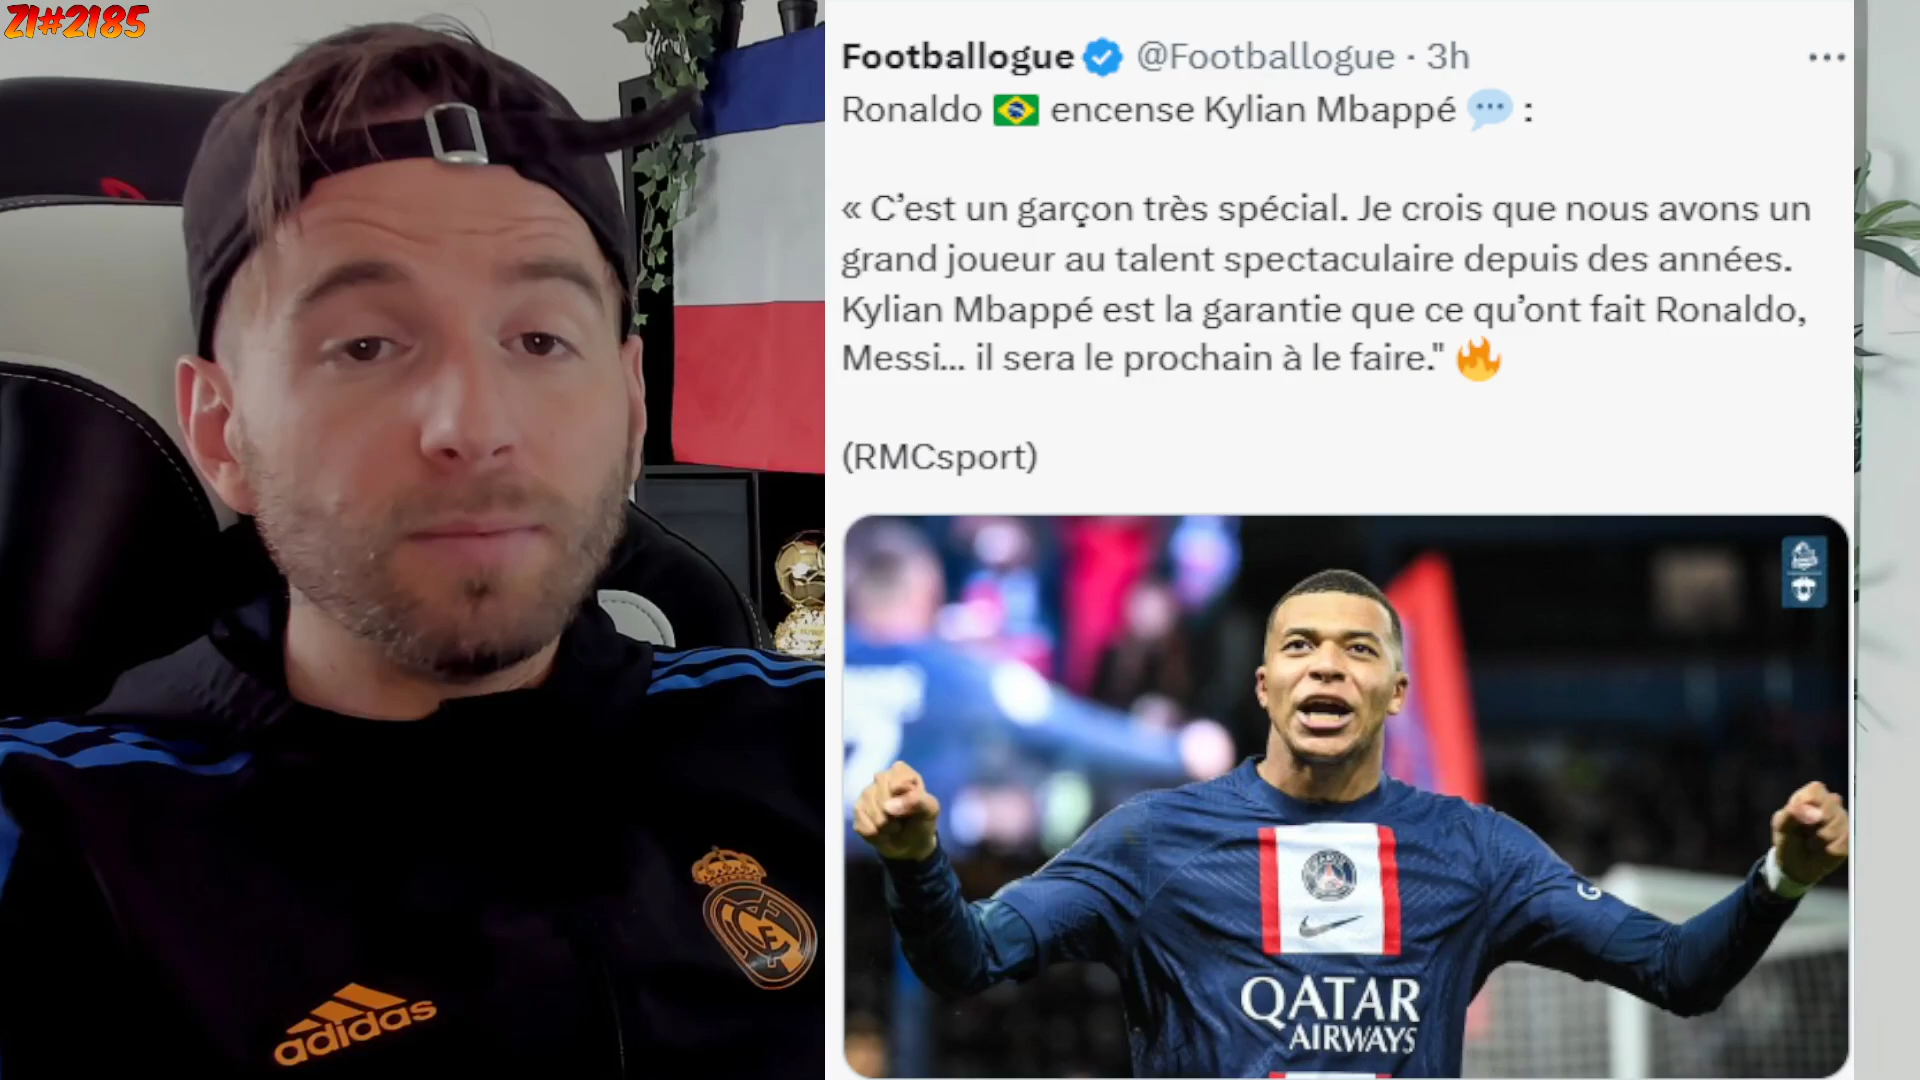 Z1#2185
Footballogue @Footballogue · 3h
Ronaldo 🇧🇷 encense Kylian Mbappé 💬 :
« C’est un garçon très spécial. Je crois que nous avons un
grand joueur au talent spectaculaire depuis des années.
Kylian Mbappé est la garantie que ce qu’ont fait Ronaldo,
Messi... il sera le prochain à le faire." 🔥
(RMCsport)
adidas
PARIS
QATAR
AIRWAYS